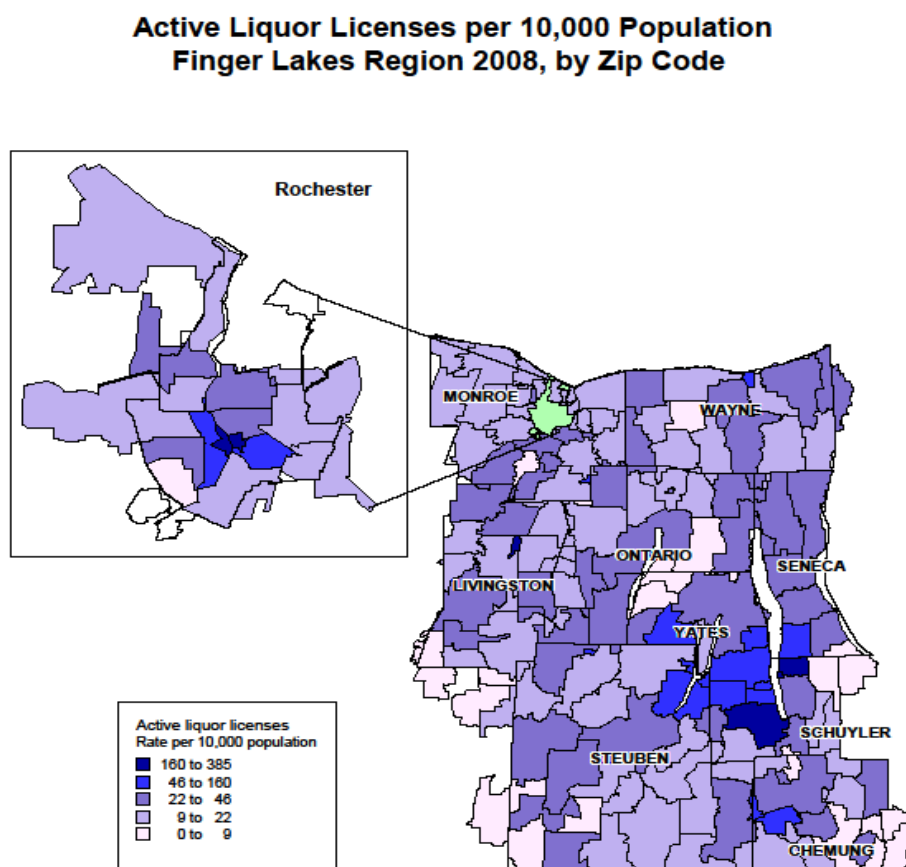 Active Liquor Licenses per 10,000 Population
Finger Lakes Region 2008, by Zip Code
Rochester
MONROE
WAYNE
ONTARIO
SENECA
LIVINGSTON
YATES
SCHUYLER
STEUBEN
CHEMUNG
Active liquor licenses
Rate per 10,000 population
160 to 385
46 to 160
22 to 46
9 to 22
0 to 9